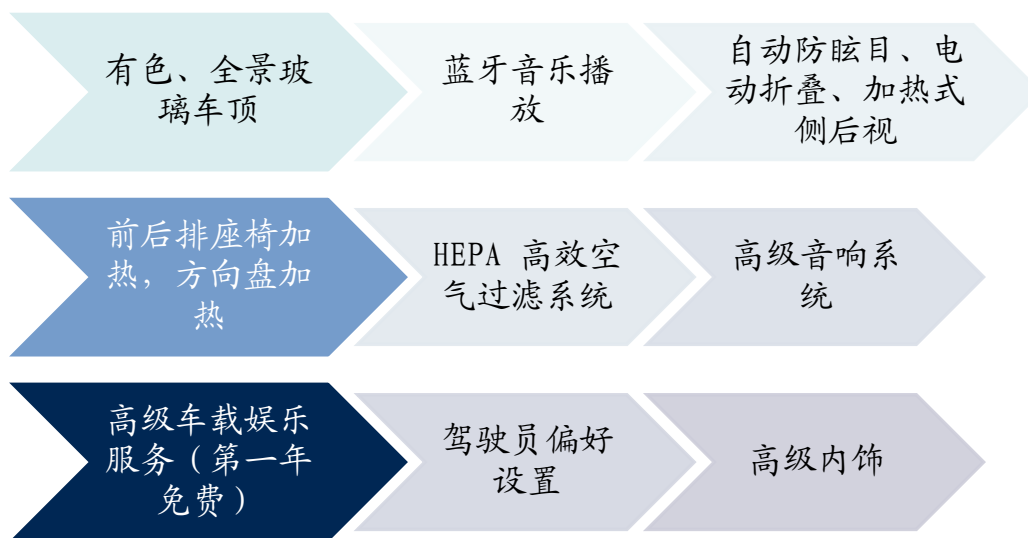 有色、全景玻
璃车顶
蓝牙音乐播
放
自动防眩目、电
动折叠、加热式
侧后视
前后排座椅加
热，方向盘加
热
HEPA 高效空
气过滤系统
高级音响系
统
高级车载娱乐
服务（第一年
免费）
驾驶员偏好
设置
高级内饰